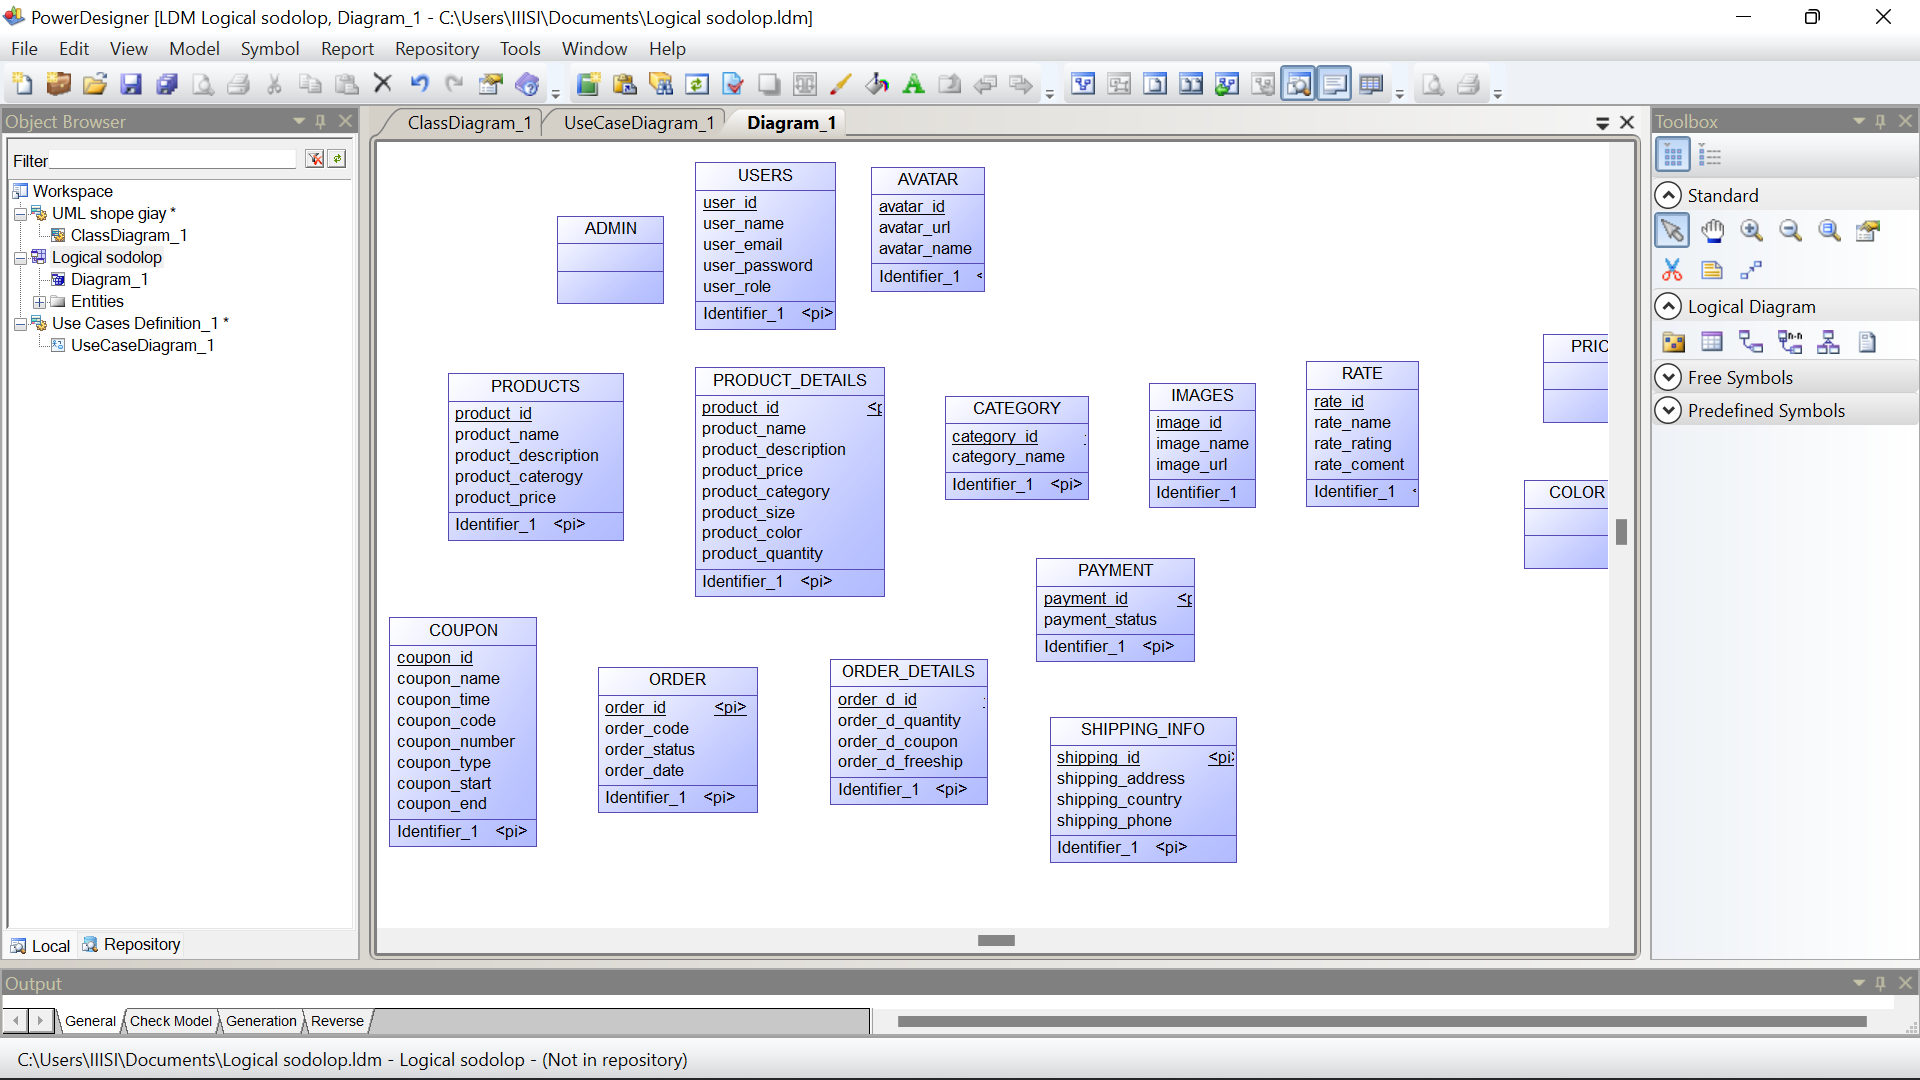 PowerDesigner [LDM Logical sodolop, Diagram_1 - C:\Users\IIISI\Documents\Logical sodolop.ldm]
File Edit View Model Symbol Report Repository Tools Window Help
Object Browser
Filter
Workspace
UML shope giay *
ClassDiagram_1
Logical sodolop
Diagram_1
Entities
Use Cases Definition_1 *
UseCaseDiagram_1
Local Repository
ClassDiagram_1 UseCaseDiagram_1 Diagram_1
ADMIN
USERS
user_id
user_name
user_email
user_password
user_role
Identifier_1 <pi>
AVATAR
avatar_id
avatar_url
avatar_name
Identifier_1 <
PRODUCTS
product_id
product_name
product_description
product_caterogy
product_price
Identifier_1 <pi>
PRODUCT_DETAILS
product_id <p
product_name
product_description
product_price
product_category
product_size
product_color
product_quantity
Identifier_1 <pi>
CATEGORY
category_id
category_name
Identifier_1 <pi>
IMAGES
image_id
image_name
image_url
Identifier_1
RATE
rate_id
rate_name
rate_rating
rate_coment
Identifier_1 <
PRIC
COLOR
PAYMENT
payment_id <p
payment_status
Identifier_1 <pi>
COUPON
coupon_id
coupon_name
coupon_time
coupon_code
coupon_number
coupon_type
coupon_start
coupon_end
Identifier_1 <pi>
ORDER
order_id <pi>
order_code
order_status
order_date
Identifier_1 <pi>
ORDER_DETAILS
order_d_id
order_d_quantity
order_d_coupon
order_d_freeship
Identifier_1 <pi>
SHIPPING_INFO
shipping_id <pi>
shipping_address
shipping_country
shipping_phone
Identifier_1 <pi>
Toolbox
Standard
Logical Diagram
Free Symbols
Predefined Symbols
Output
General Check Model Generation Reverse
C:\Users\IIISI\Documents\Logical sodolop.ldm - Logical sodolop - (Not in repository)